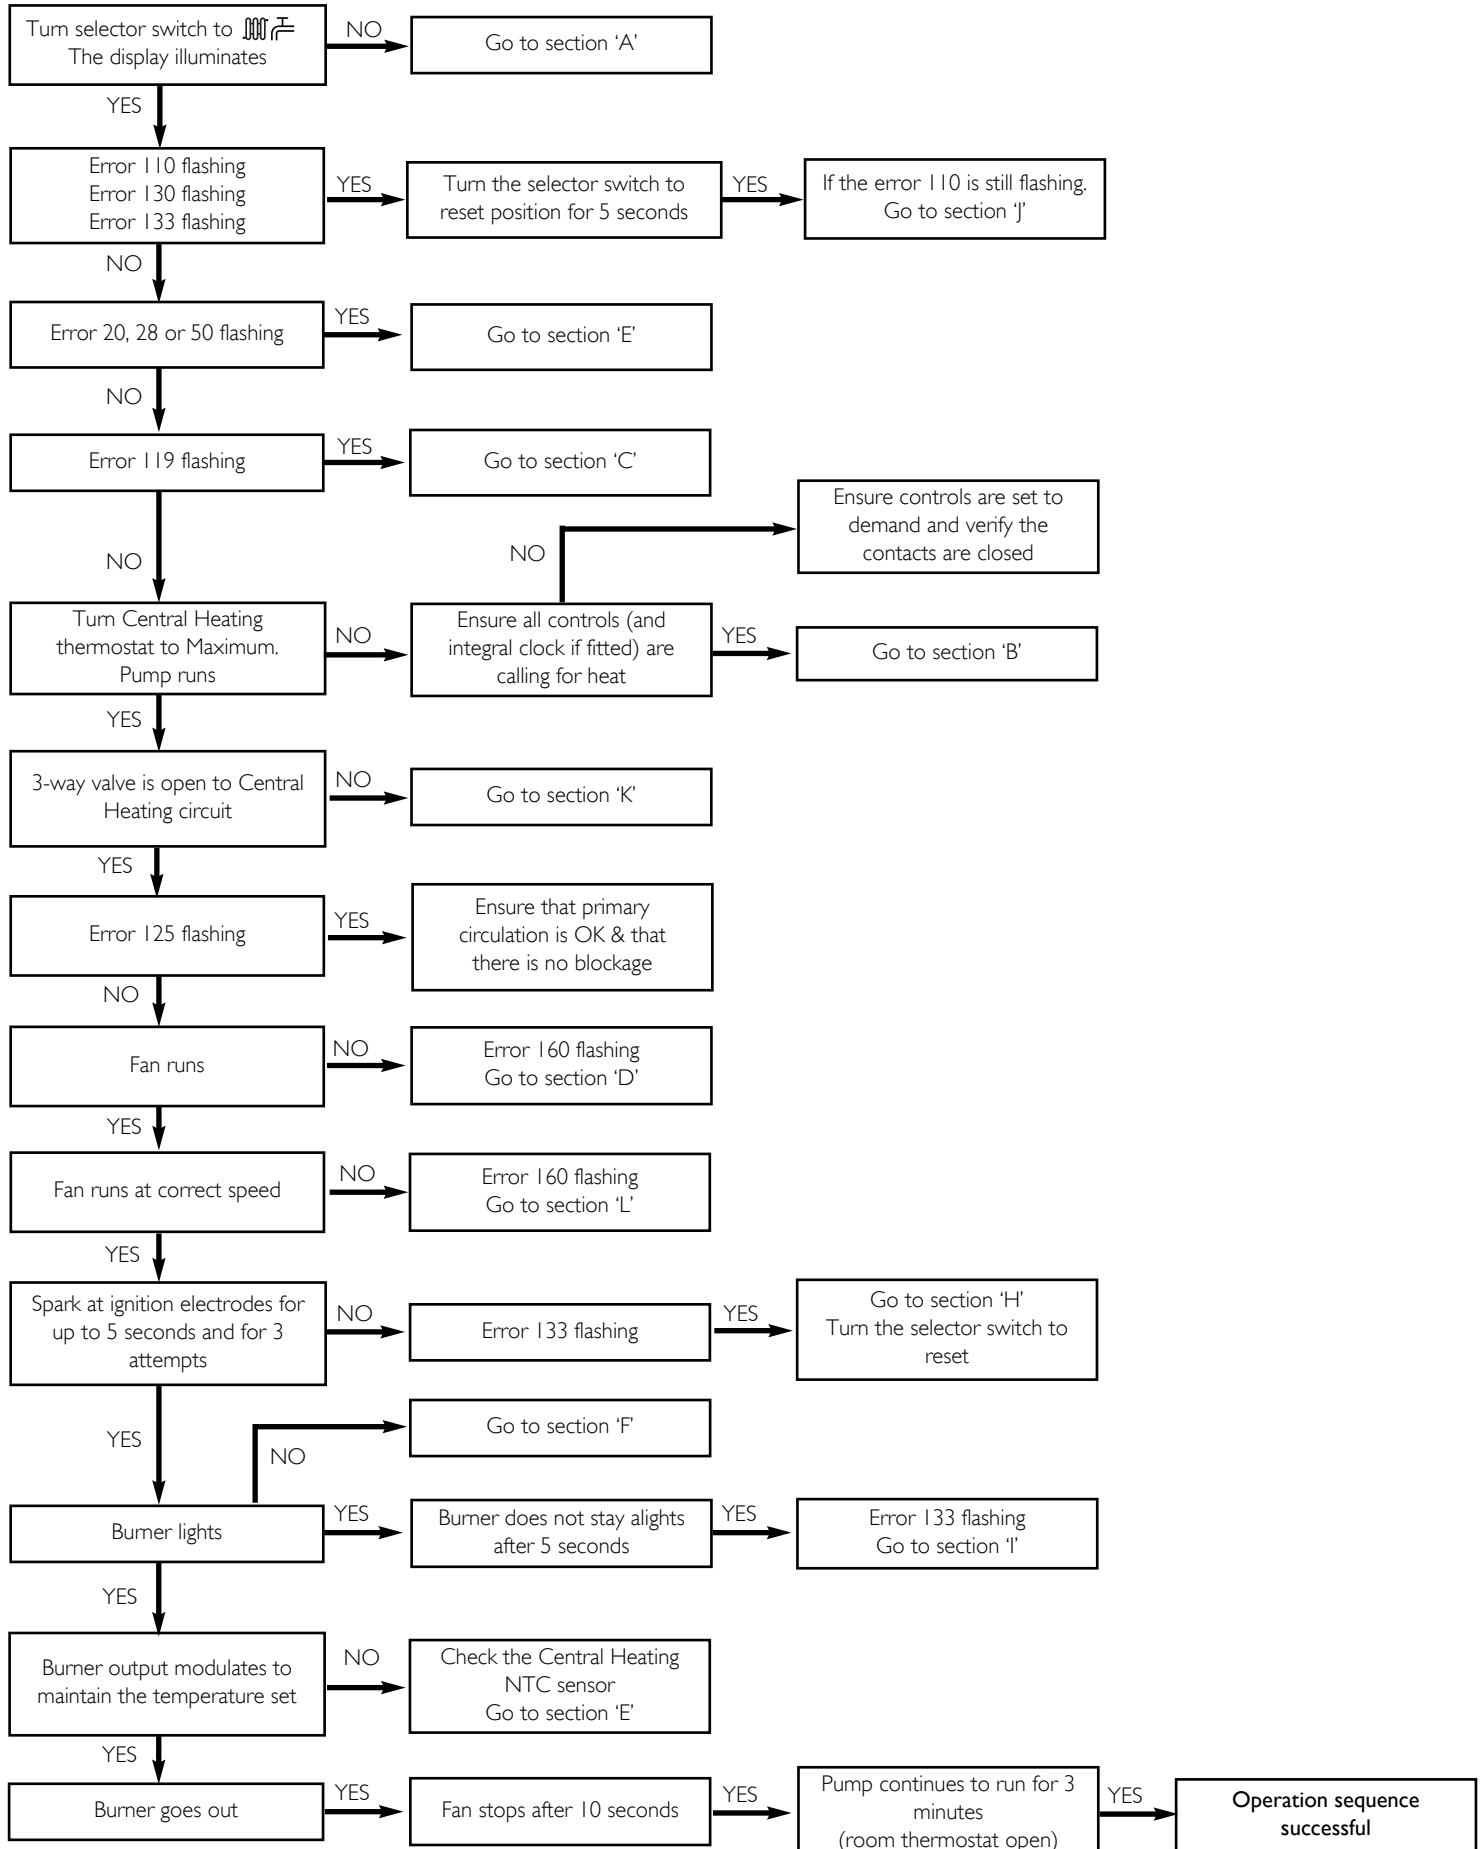 Turn selector switch to
The display illuminates
NO
Go to section ‘A’
YES
Error 110 flashing
Error 130 flashing
Error 133 flashing
YES
Turn the selector switch to
reset position for 5 seconds
YES
If the error 110 is still flashing.
Go to section ‘J’
NO
Error 20, 28 or 50 flashing
YES
Go to section ‘E’
NO
Error 119 flashing
YES
Go to section ‘C’
NO
Turn Central Heating
thermostat to Maximum.
Pump runs
NO
Ensure all controls (and
integral clock if fitted) are
calling for heat
NO
Ensure controls are set to
demand and verify the
contacts are closed
YES
Go to section ‘B’
YES
3-way valve is open to Central
Heating circuit
NO
Go to section ‘K’
YES
Error 125 flashing
YES
Ensure that primary
circulation is OK & that
there is no blockage
NO
Fan runs
NO
Error 160 flashing
Go to section ‘D’
YES
Fan runs at correct speed
NO
Error 160 flashing
Go to section ‘L’
YES
Spark at ignition electrodes for
up to 5 seconds and for 3
attempts
NO
Error 133 flashing
YES
Go to section ‘H’
Turn the selector switch to
reset
YES
NO
Go to section ‘F’
Burner lights
YES
Burner does not stay alights
after 5 seconds
YES
Error 133 flashing
Go to section ‘I’
YES
Burner output modulates to
maintain the temperature set
NO
Check the Central Heating
NTC sensor
Go to section ‘E’
YES
Burner goes out
YES
Fan stops after 10 seconds
YES
Pump continues to run for 3
minutes
(room thermostat open)
YES
Operation sequence
successful